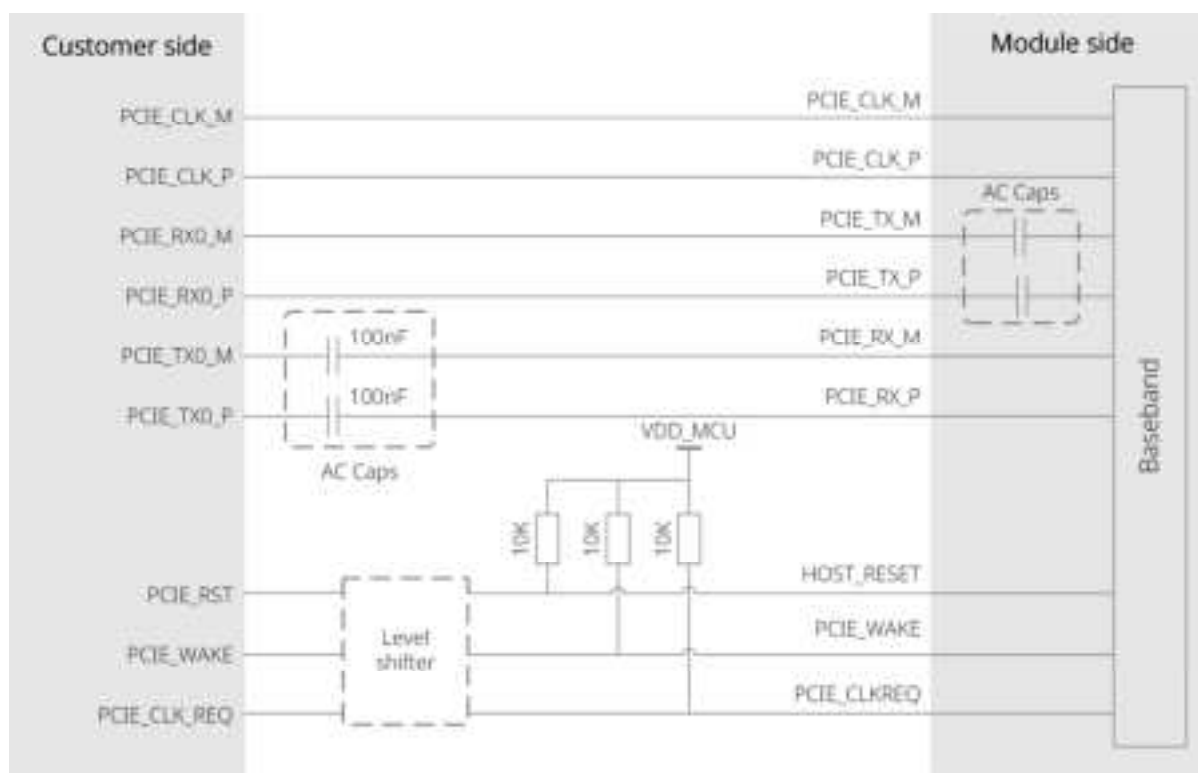 Customer side
Module side
PCIE_CLK_M
PCIE_CLK_M
PCIE_CLK_P
PCIE_CLK_P
AC Caps
PCIE_RX0_M
PCIE_TX_M
PCIE_RX0_P
PCIE_TX_P
100nF
PCIE_TX0_M
PCIE_RX_M
100nF
PCIE_TX0_P
PCIE_RX_P
AC Caps
VDD_MCU
10K
10K
10K
Baseband
PCIE_RST
HOST_RESET
PCIE_WAKE
Level
shifter
PCIE_WAKE
PCIE_CLK_REQ
PCIE_CLKREQ